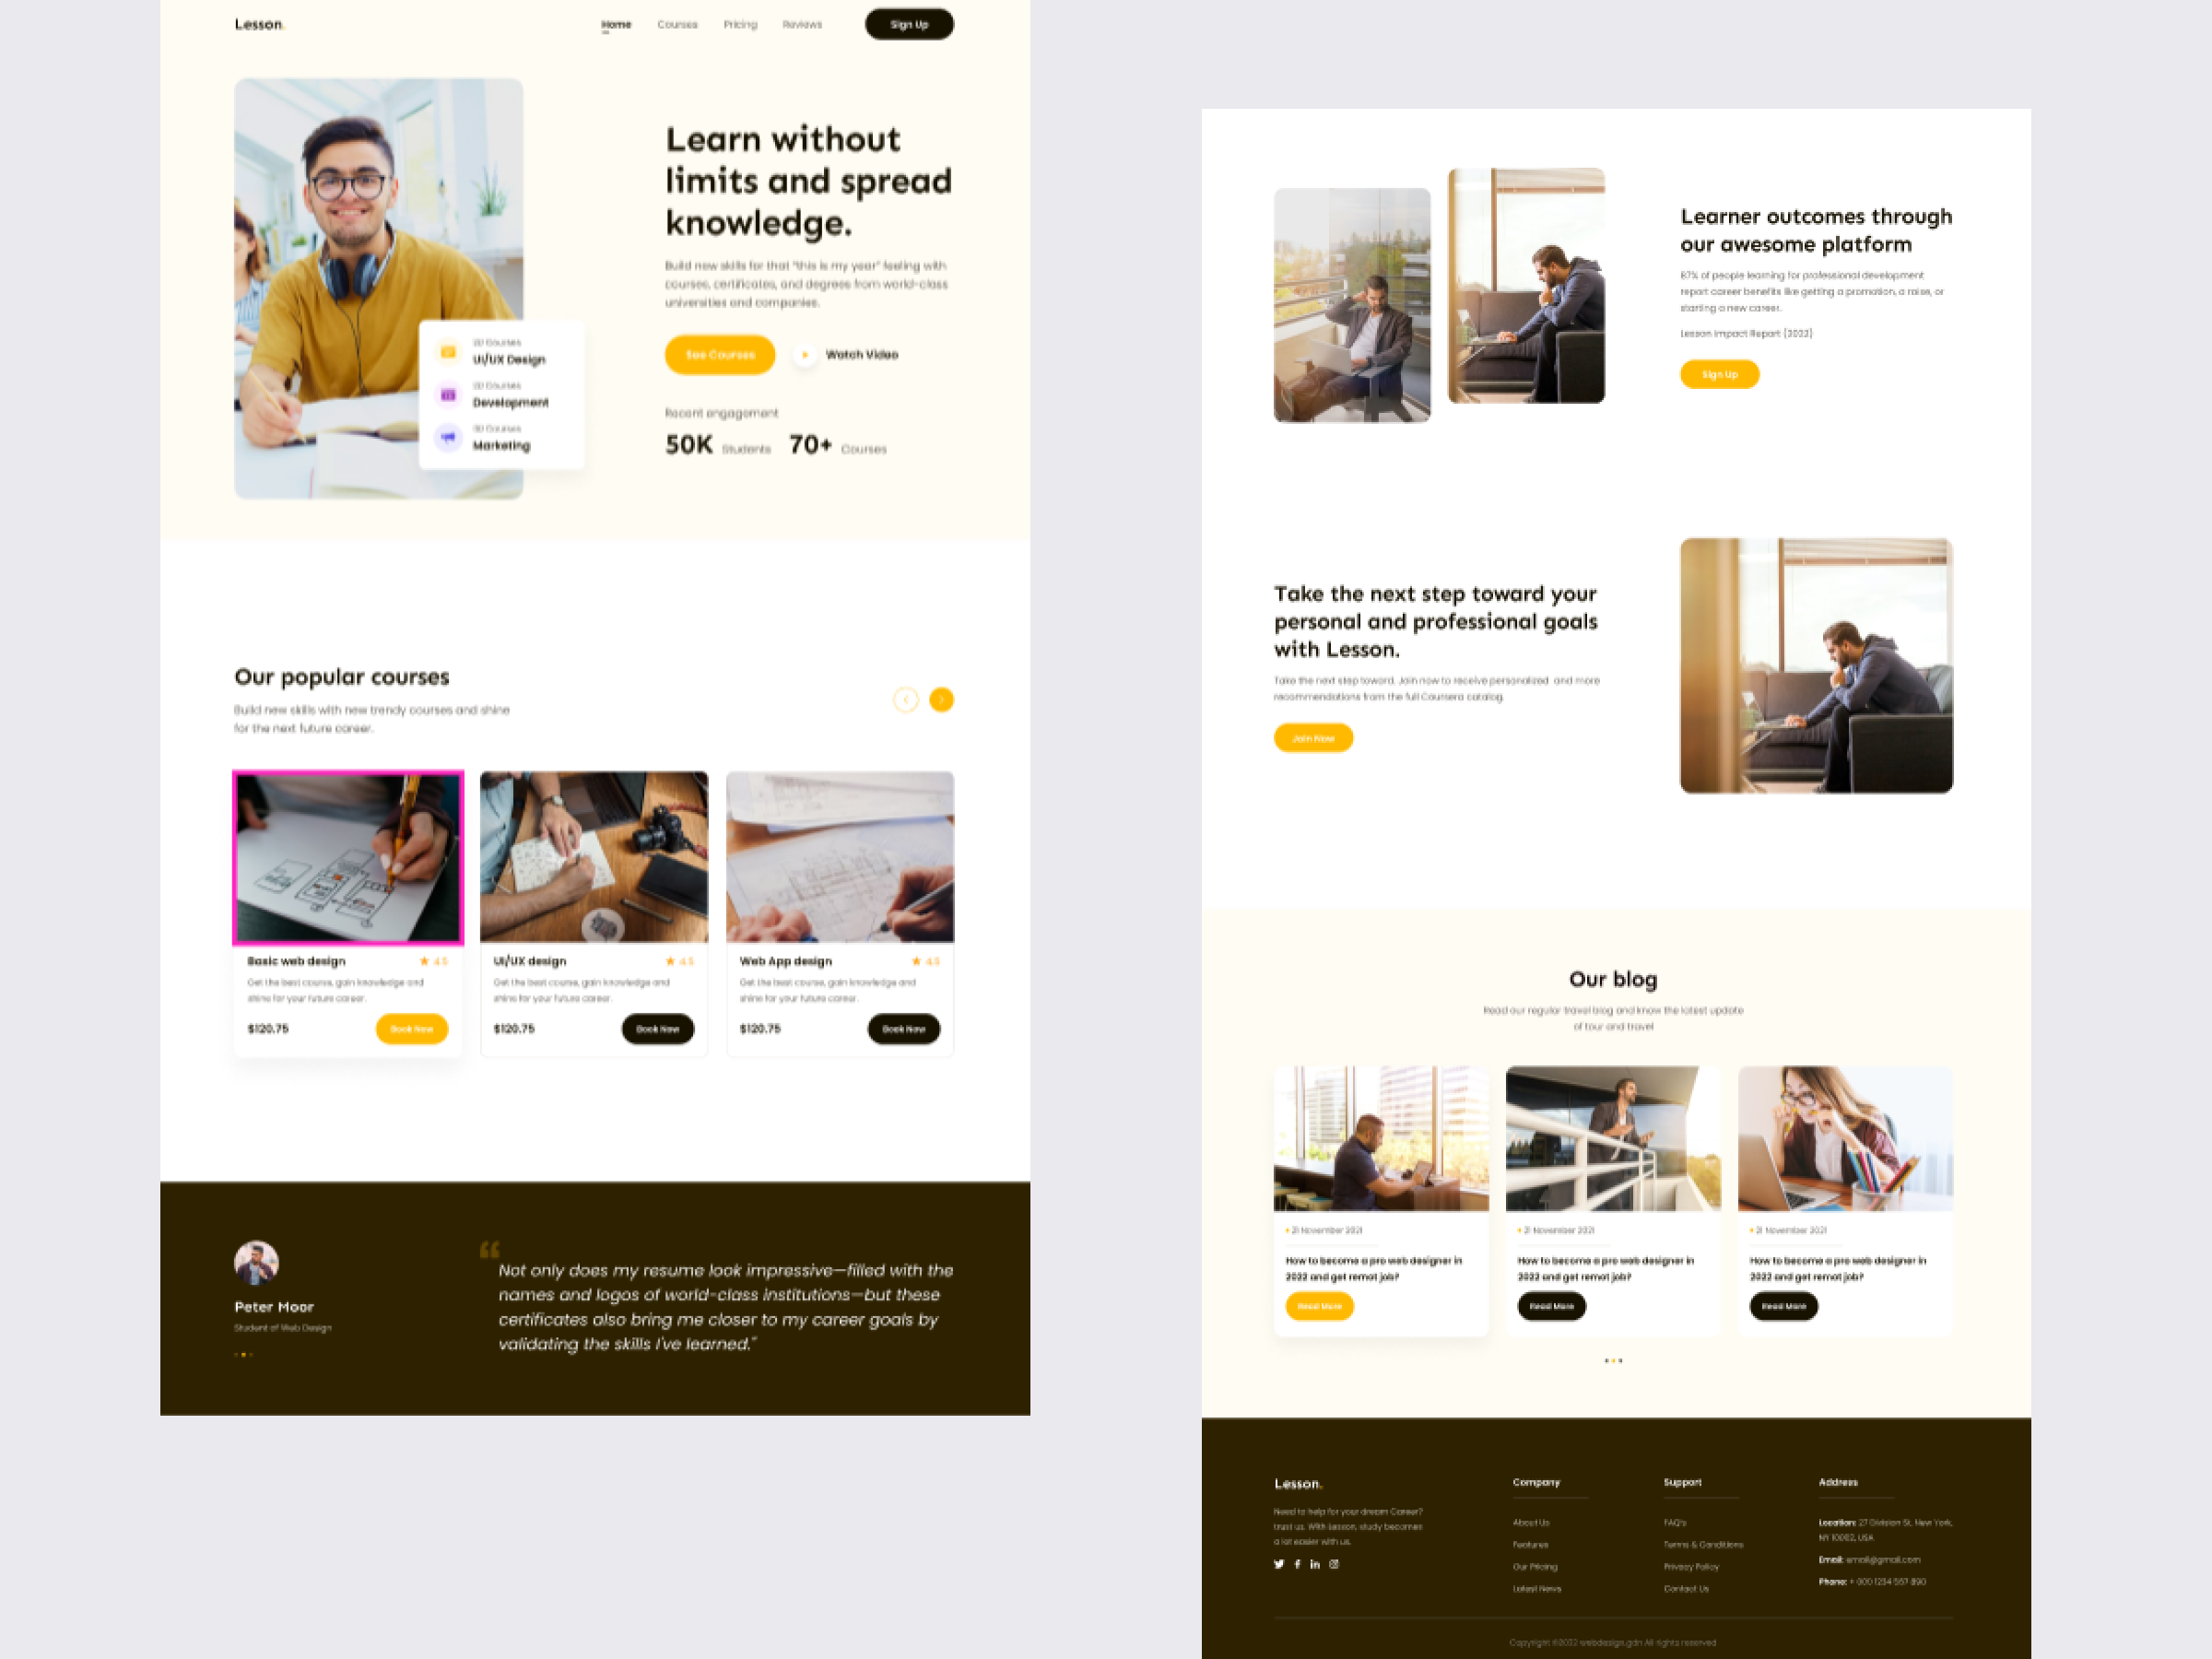 Lesson.
Home Courses Pricing Reviews Sign Up
Learn without
limits and spread
knowledge.
Build new skills for that "this is my year" feeling with
courses, certificates, and degrees from world-class
universities and companies.
See Courses Watch Video
Recent engagement
50K Students 70+ Courses
Courses
UI/UX Design
Courses
Development
Courses
Marketing
Our popular courses
Build new skills with new trendy courses and shine
for the next future career.
Basic web design 4.5
Get the best course, gain knowledge and
shine for your future career.
$120.75 Book Now
UI/UX design 4.5
Get the best course, gain knowledge and
shine for your future career.
$120.75 Book Now
Web App design 4.5
Get the best course, gain knowledge and
shine for your future career.
$120.75 Book Now
Peter Moor
Student of Web Design
“
Not only does my resume look impressive—filled with the
names and logos of world-class institutions—but these
certificates also bring me closer to my career goals by
validating the skills I've learned."
Learner outcomes through
our awesome platform
87% of people learning for professional development
report career benefits like getting a promotion, a raise, or
starting a new career.
Lesson Impact Report (2022)
Sign Up
Take the next step toward your
personal and professional goals
with Lesson.
Take the next step toward. Join now to receive personalized and more
recommendations from the full Coursera catalog.
Join Now
Our blog
Read our regular travel blog and know the latest update
of tour and travel
21 November 2021
How to become a pro web designer in
2022 and get remot job?
Read More
21 November 2021
How to become a pro web designer in
2022 and get remot job?
Read More
21 November 2021
How to become a pro web designer in
2022 and get remot job?
Read More
Lesson.
Need to help for your dream Career?
trust us. With Lesson, study becomes
a lot easier with us.
Company
About Us
Features
Our Pricing
Latest News
Support
FAQ's
Terms & Conditions
Privacy Policy
Contact Us
Address
Location: 27 Division St, New York,
NY 10002, USA
Email: email@gmail.com
Phone: + 000 1234 567 890
Copyright ©2022 webdesign.gdn All rights reserved